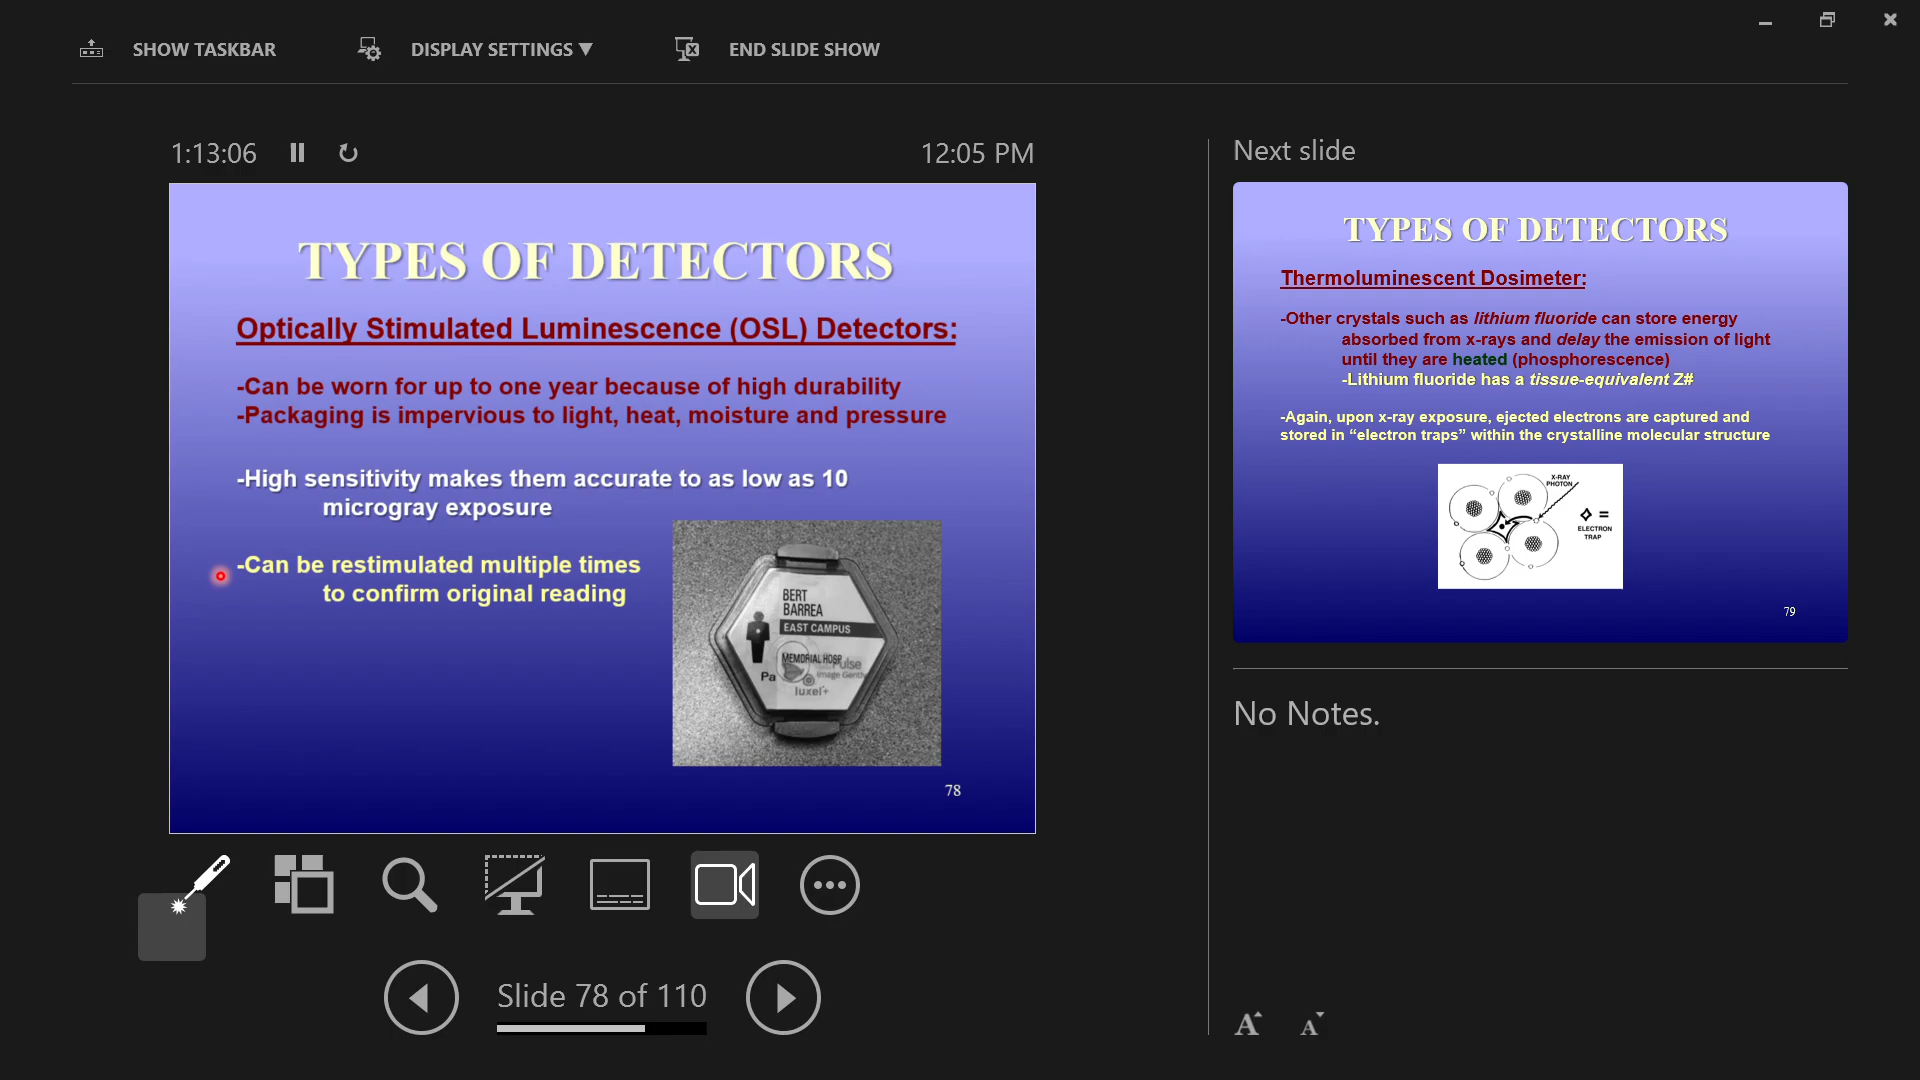 SHOW TASKBAR
DISPLAY SETTINGS ▼
END SLIDE SHOW
1:13:06
12:05 PM
TYPES OF DETECTORS
Optically Stimulated Luminescence (OSL) Detectors:
-Can be worn for up to one year because of high durability
-Packaging is impervious to light, heat, moisture and pressure
-High sensitivity makes them accurate to as low as 10
microgray exposure
-Can be restimulated multiple times
to confirm original reading
BERT
BARREA
EAST CAMPUS
MEMORIAL HOSP
Pulse
Image Gently
Pa
luxel+
78
Slide 78 of 110
Next slide
TYPES OF DETECTORS
Thermoluminescent Dosimeter:
-Other crystals such as lithium fluoride can store energy
absorbed from x-rays and delay the emission of light
until they are heated (phosphorescence)
-Lithium fluoride has a tissue-equivalent Z#
-Again, upon x-ray exposure, ejected electrons are captured and
stored in “electron traps” within the crystalline molecular structure
X-RAY
PHOTON
=
ELECTRON
TRAP
79
No Notes.
A A